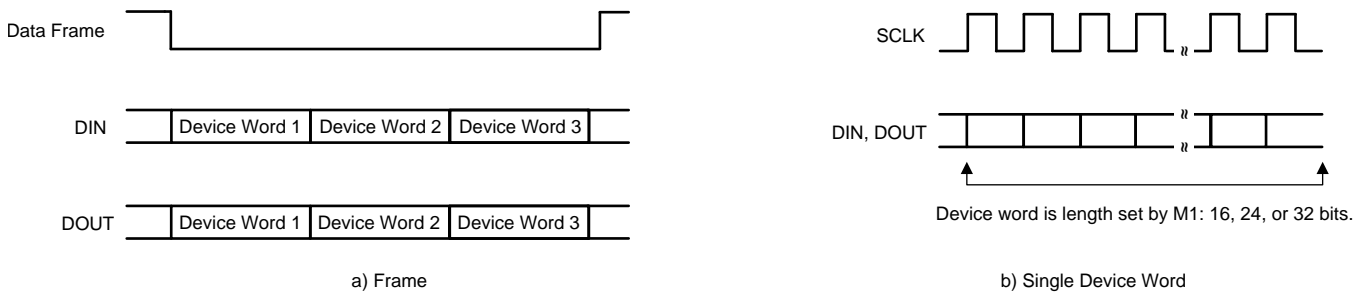 Data Frame
DIN
Device Word 1 Device Word 2 Device Word 3
DOUT
Device Word 1 Device Word 2 Device Word 3
a) Frame
SCLK
DIN, DOUT
Device word is length set by M1: 16, 24, or 32 bits.
b) Single Device Word